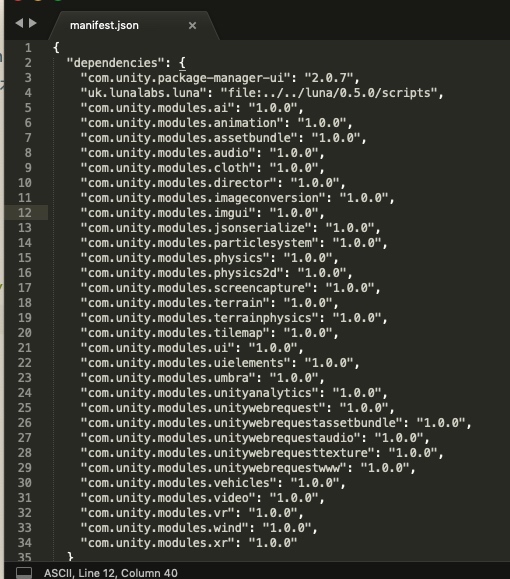 manifest.json
1 {
2 "dependencies": {
3 "com.unity.package-manager-ui": "2.0.7",
4 "uk.lunalabs.luna": "file:../../luna/0.5.0/scripts",
5 "com.unity.modules.ai": "1.0.0",
6 "com.unity.modules.animation": "1.0.0",
7 "com.unity.modules.assetbundle": "1.0.0",
8 "com.unity.modules.audio": "1.0.0",
9 "com.unity.modules.cloth": "1.0.0",
10 "com.unity.modules.director": "1.0.0",
11 "com.unity.modules.imageconversion": "1.0.0",
12 "com.unity.modules.imgui": "1.0.0",
13 "com.unity.modules.jsonserialize": "1.0.0",
14 "com.unity.modules.particlesystem": "1.0.0",
15 "com.unity.modules.physics": "1.0.0",
16 "com.unity.modules.physics2d": "1.0.0",
17 "com.unity.modules.screencapture": "1.0.0",
18 "com.unity.modules.terrain": "1.0.0",
19 "com.unity.modules.terrainphysics": "1.0.0",
20 "com.unity.modules.tilemap": "1.0.0",
21 "com.unity.modules.ui": "1.0.0",
22 "com.unity.modules.uielements": "1.0.0",
23 "com.unity.modules.umbra": "1.0.0",
24 "com.unity.modules.unityanalytics": "1.0.0",
25 "com.unity.modules.unitywebrequest": "1.0.0",
26 "com.unity.modules.unitywebrequestassetbundle": "1.0.0",
27 "com.unity.modules.unitywebrequestaudio": "1.0.0",
28 "com.unity.modules.unitywebrequesttexture": "1.0.0",
29 "com.unity.modules.unitywebrequestwww": "1.0.0",
30 "com.unity.modules.vehicles": "1.0.0",
31 "com.unity.modules.video": "1.0.0",
32 "com.unity.modules.vr": "1.0.0",
33 "com.unity.modules.wind": "1.0.0",
34 "com.unity.modules.xr": "1.0.0"
35 }
ASCII, Line 12, Column 40